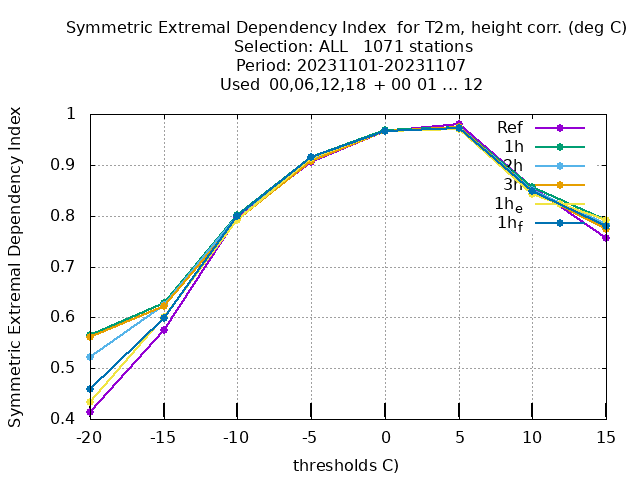 Symmetric Extremal Dependency Index  for T2m, height corr. (deg C)
Selection: ALL   1071 stations
Period: 20231101-20231107
Used  00,06,12,18  + 00 01 ... 12
Symmetric Extremal Dependency Index
1
0.9
0.8
0.7
0.6
0.5
0.4
Ref
1h
2h
3h
1he
1hf
-20 -15 -10 -5 0 5 10 15
thresholds C)